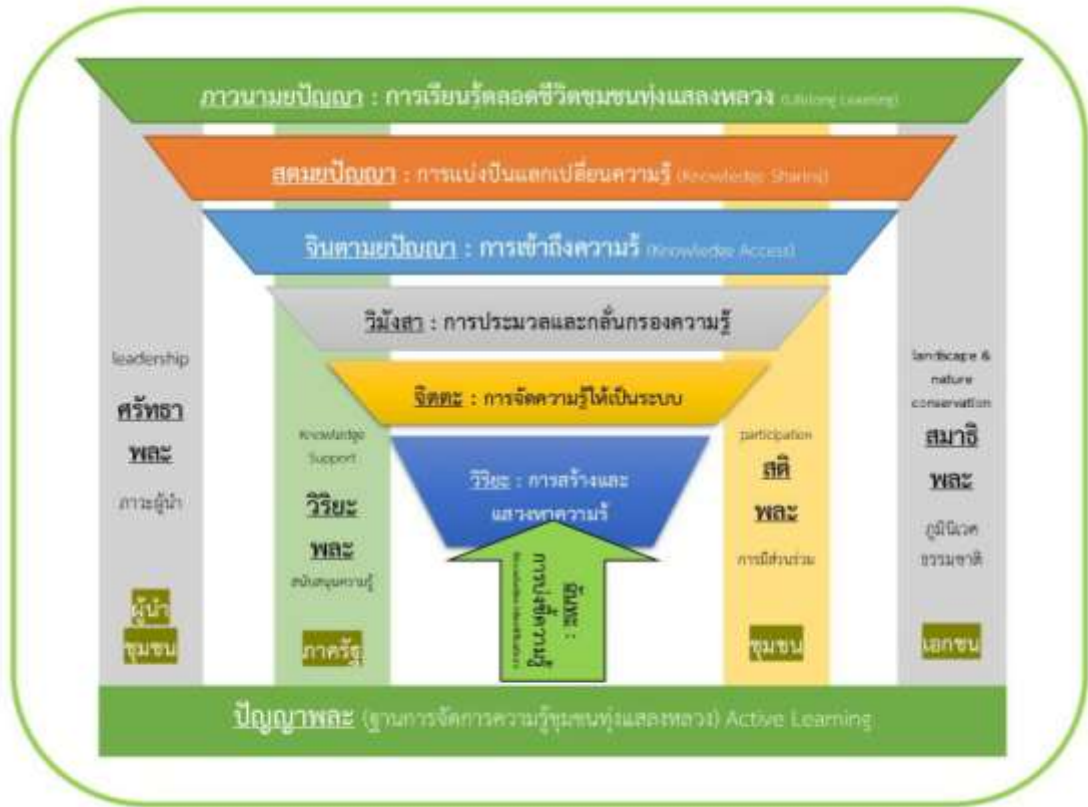 ภาวนามยปัญญา : การเรียนรู้ตลอดชีวิตชุมชนทุ่งแสลงหลวง (Lifelong Learning)
สุตมยปัญญา : การแบ่งปันแลกเปลี่ยนความรู้ (Knowledge Sharing)
จินตามยปัญญา : การเข้าถึงความรู้ (Knowledge Access)
วิมังสา : การประมวลและกลั่นกรองความรู้
จิตตะ : การจัดความรู้ให้เป็นระบบ
วิริยะ : การสร้างและ
แสวงหาความรู้
ฉันทะ :
การบ่งชี้ความรู้
leadership
ศรัทธา
พละ
ภาวะผู้นำ
ผู้นำ
ชุมชน
Knowledge
Support
วิริยะ
พละ
สนับสนุนความรู้
ภาครัฐ
participation
สติ
พละ
การมีส่วนร่วม
ชุมชน
landscape &
nature
conservation
สมาธิ
พละ
ภูมินิเวศ
ธรรมชาติ
เอกชน
ปัญญาพละ (ฐานการจัดการความรู้ชุมชนทุ่งแสลงหลวง) Active Learning